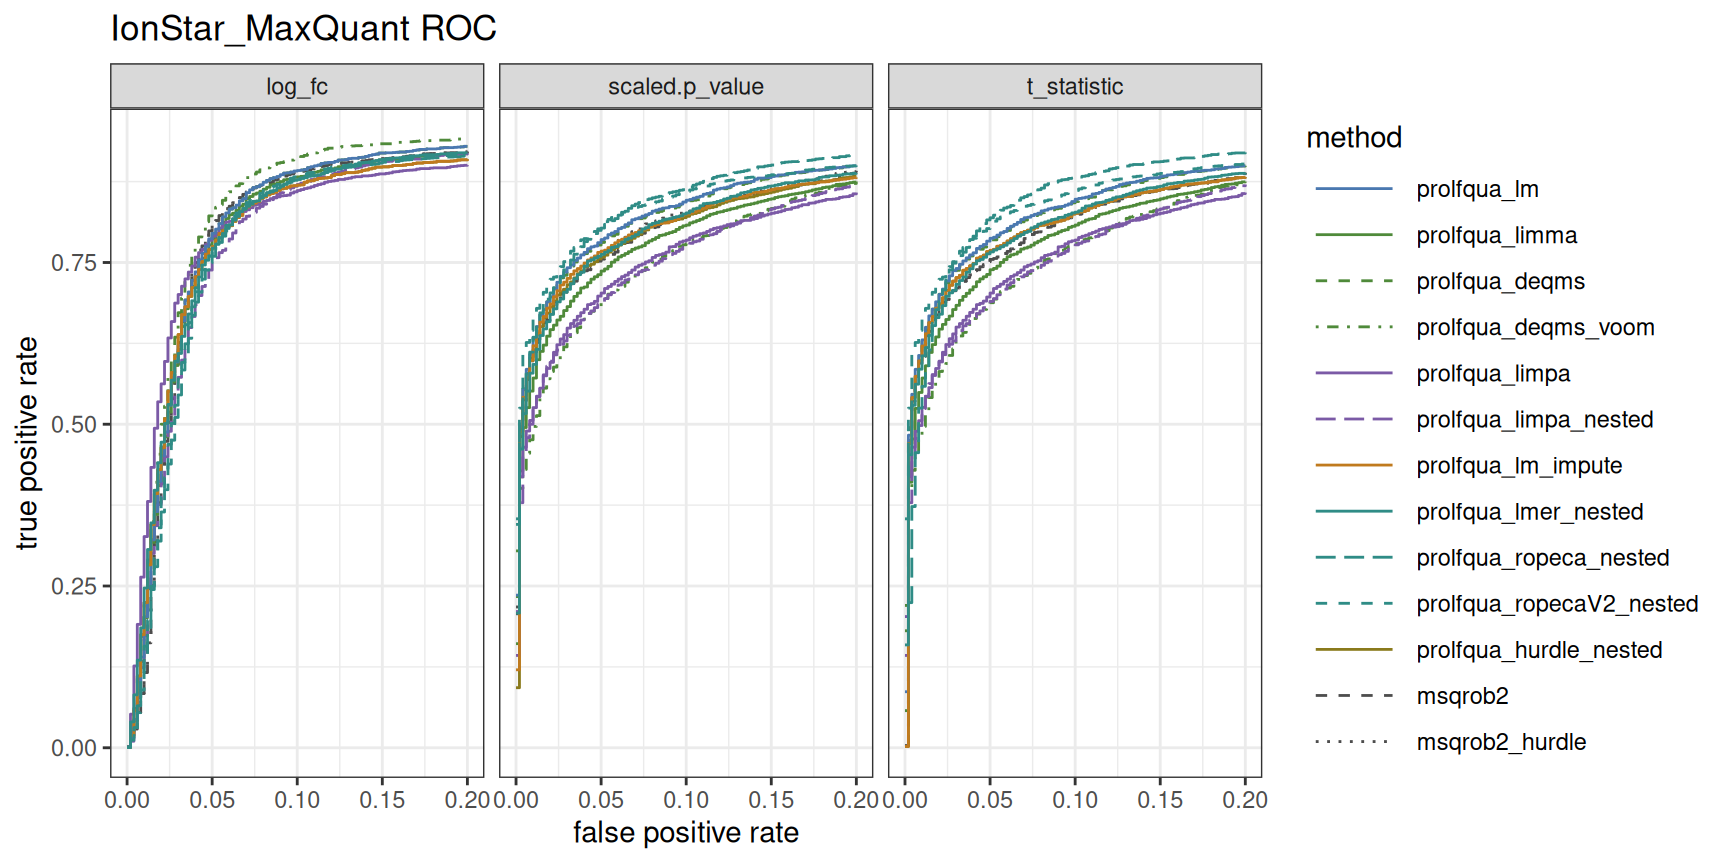 IonStar_MaxQuant ROC
log_fc
scaled.p_value
t_statistic
true positive rate
0.75
0.50
0.25
0.00
0.00 0.05 0.10 0.15 0.20
0.00 0.05 0.10 0.15 0.20
0.00 0.05 0.10 0.15 0.20
false positive rate
method
prolfqua_lm
prolfqua_limma
prolfqua_deqms
prolfqua_deqms_voom
prolfqua_limpa
prolfqua_limpa_nested
prolfqua_lm_impute
prolfqua_lmer_nested
prolfqua_ropeca_nested
prolfqua_ropecaV2_nested
prolfqua_hurdle_nested
msqrob2
msqrob2_hurdle